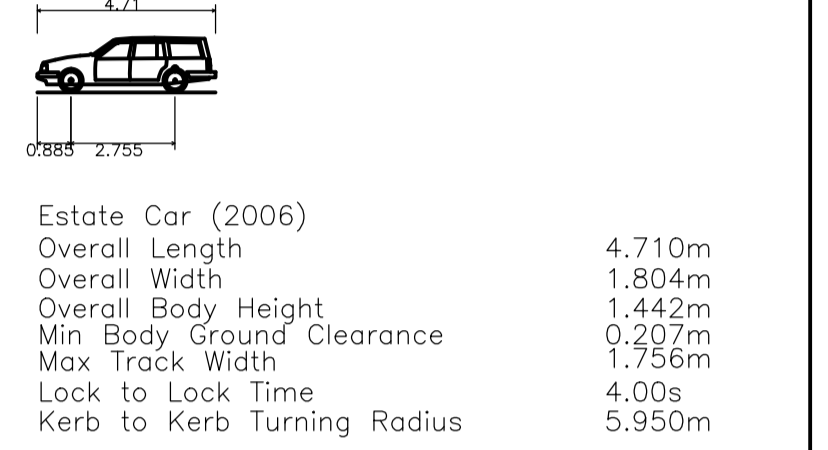 4.71
0.885 2.755
Estate Car (2006)
Overall Length 4.710m
Overall Width 1.804m
Overall Body Height 1.442m
Min Body Ground Clearance 0.207m
Max Track Width 1.756m
Lock to Lock Time 4.00s
Kerb to Kerb Turning Radius 5.950m